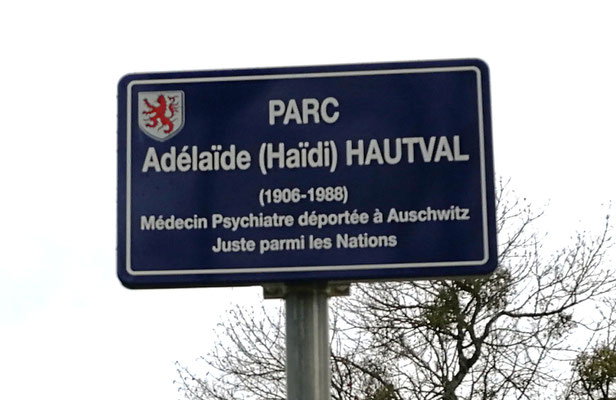 PARC
Adélaïde (Haïdi) HAUTVAL
(1906-1988)
Médecin Psychiatre déportée à Auschwitz
Juste parmi les Nations